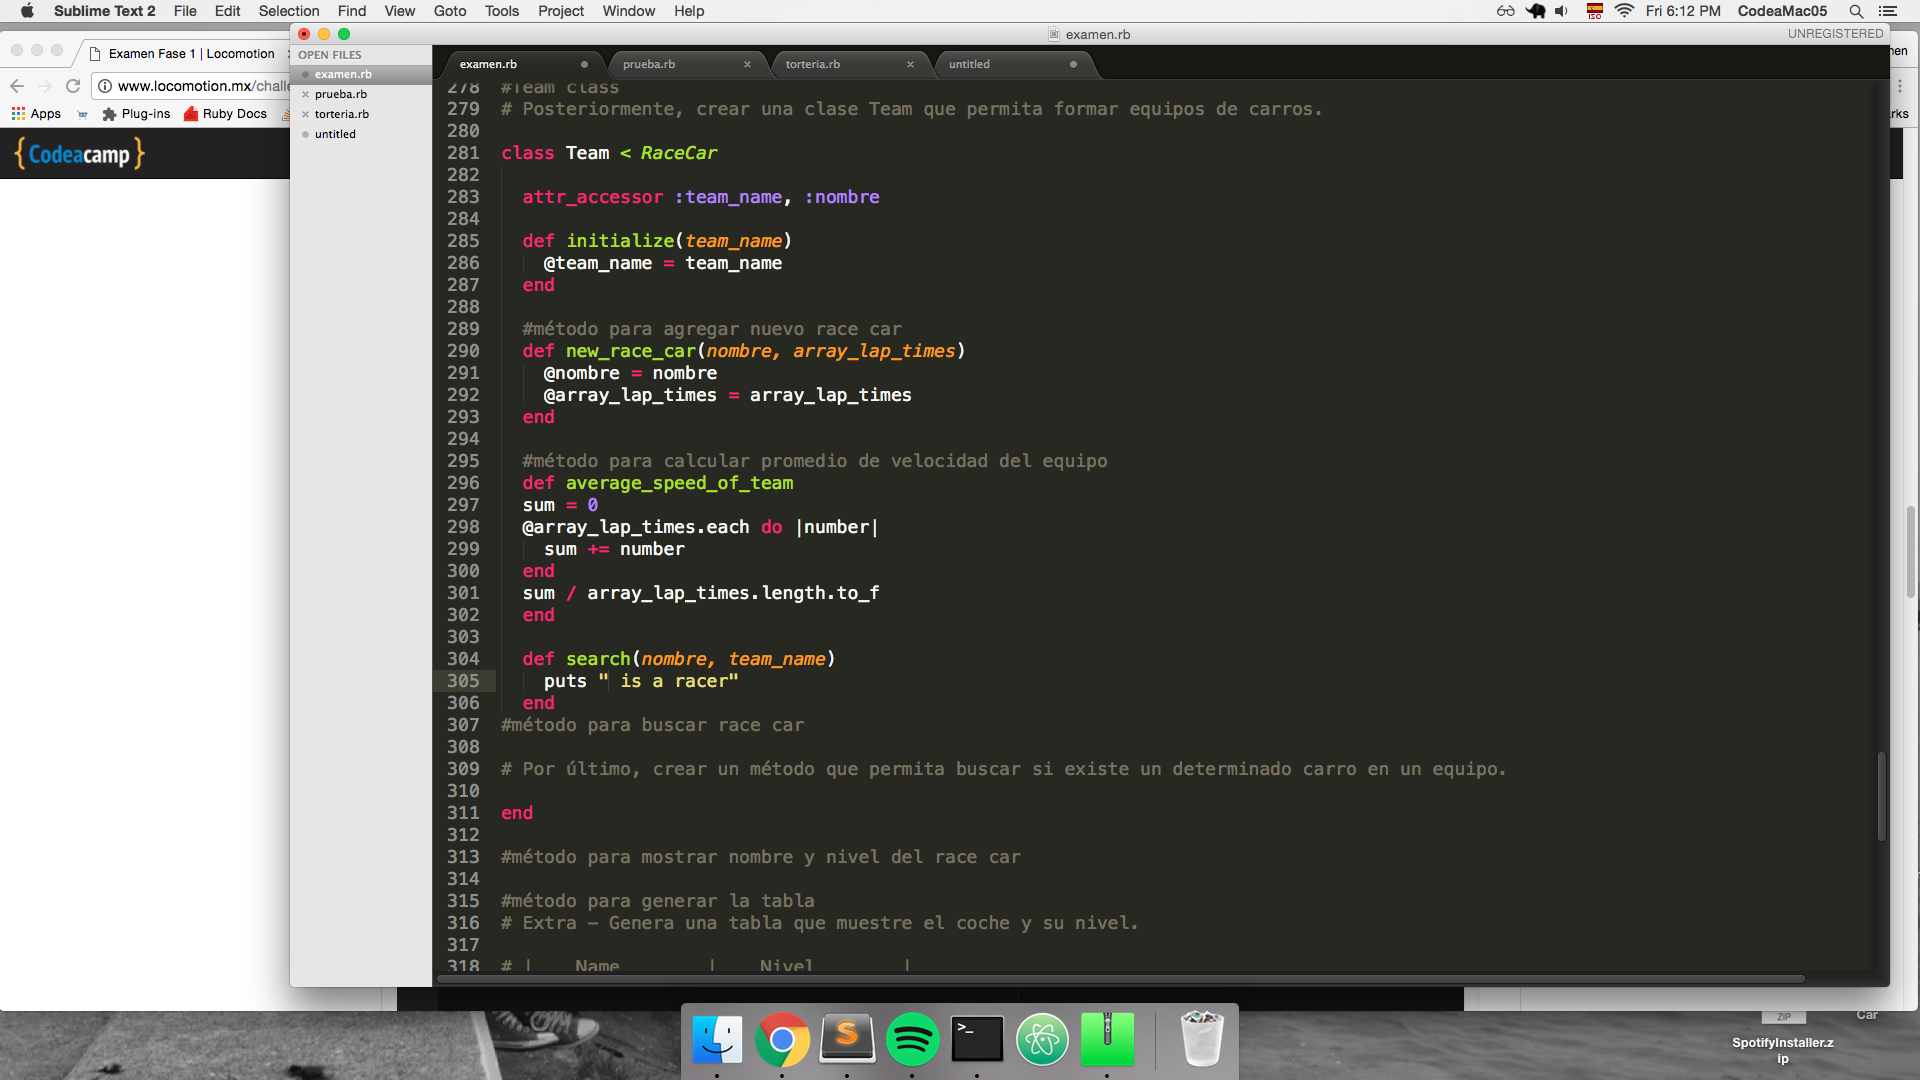 Sublime Text 2 File Edit Selection Find View Goto Tools Project Window Help
ISO Fri 6:12 PM CodeaMac05
examen.rb
UNREGISTERED
Examen Fase 1 | Locomotion
www.locomotion.mx/challe
Apps Plug-ins Ruby Docs
{Codeacamp}
OPEN FILES
examen.rb
prueba.rb
torteria.rb
untitled
examen.rb prueba.rb torteria.rb untitled
278 #Team class
279 # Posteriormente, crear una clase Team que permita formar equipos de carros.
280
281 class Team < RaceCar
282
283 attr_accessor :team_name, :nombre
284
285 def initialize(team_name)
286 @team_name = team_name
287 end
288
289 #método para agregar nuevo race car
290 def new_race_car(nombre, array_lap_times)
291 @nombre = nombre
292 @array_lap_times = array_lap_times
293 end
294
295 #método para calcular promedio de velocidad del equipo
296 def average_speed_of_team
297 sum = 0
298 @array_lap_times.each do |number|
299 sum += number
300 end
301 sum / array_lap_times.length.to_f
302 end
303
304 def search(nombre, team_name)
305 puts " is a racer"
306 end
307 #método para buscar race car
308
309 # Por último, crear un método que permita buscar si existe un determinado carro en un equipo.
310
311 end
312
313 #método para mostrar nombre y nivel del race car
314
315 #método para generar la tabla
316 # Extra - Genera una tabla que muestre el coche y su nivel.
317
318 # | Name | Nivel |
men
rks
ZIP
SpotifyInstaller.z
ip
Car